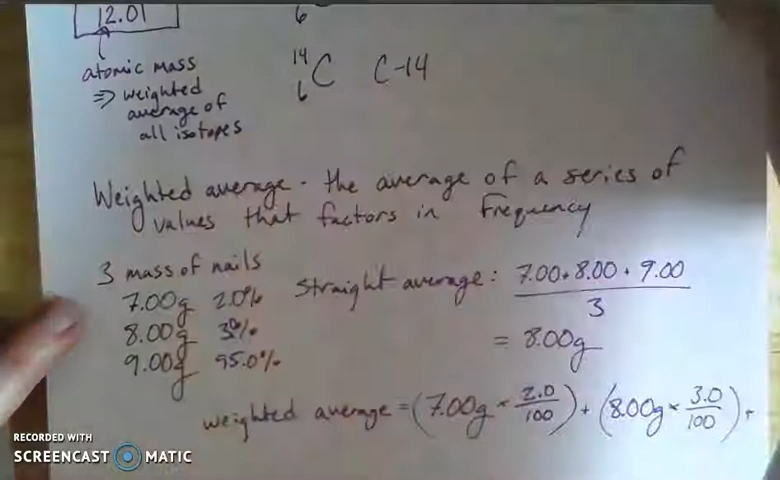 12.01
6
atomic mass
⇒ weighted
average of
all isotopes
14
6 C C-14
Weighted average - the average of a series of
values that factors in frequency
3 mass of nails
7.00g 2.0%
8.00g 3%
9.00g 95.0%
Straight average: 7.00+8.00+9.00
3
= 8.00g
weighted average = (7.00g × 2.0/100) + (8.00g × 3.0/100) +
RECORDED WITH
SCREENCAST MATIC